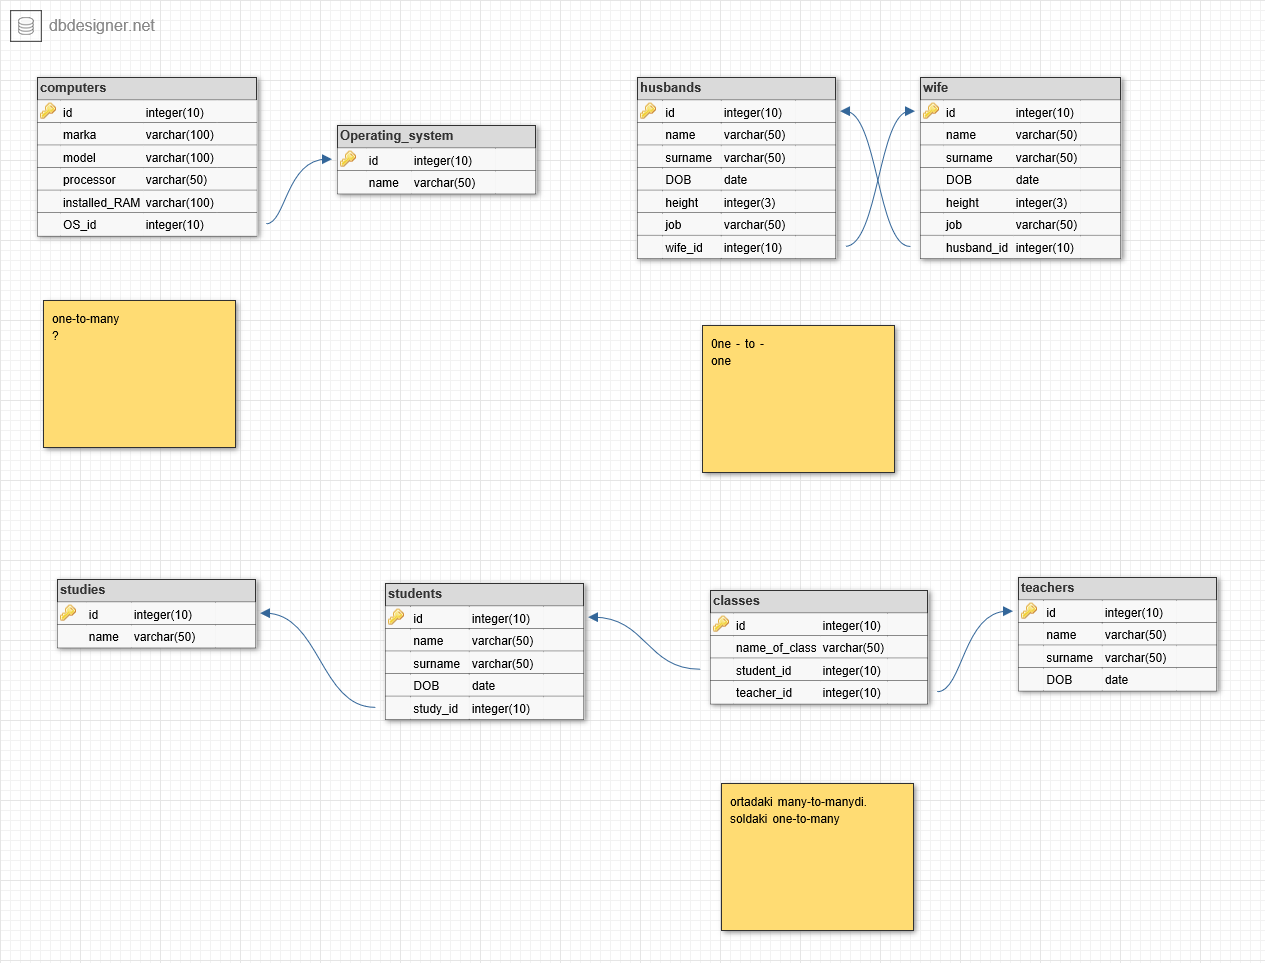 dbdesigner.net
computers
id integer(10)
marka varchar(100)
model varchar(100)
processor varchar(50)
installed_RAM varchar(100)
OS_id integer(10)
Operating_system
id integer(10)
name varchar(50)
husbands
id integer(10)
name varchar(50)
surname varchar(50)
DOB date
height integer(3)
job varchar(50)
wife_id integer(10)
wife
id integer(10)
name varchar(50)
surname varchar(50)
DOB date
height integer(3)
job varchar(50)
husband_id integer(10)
one-to-many
?
0ne - to -
one
studies
id integer(10)
name varchar(50)
students
id integer(10)
name varchar(50)
surname varchar(50)
DOB date
study_id integer(10)
classes
id integer(10)
name_of_class varchar(50)
student_id integer(10)
teacher_id integer(10)
teachers
id integer(10)
name varchar(50)
surname varchar(50)
DOB date
ortadaki many-to-manydi.
soldaki one-to-many